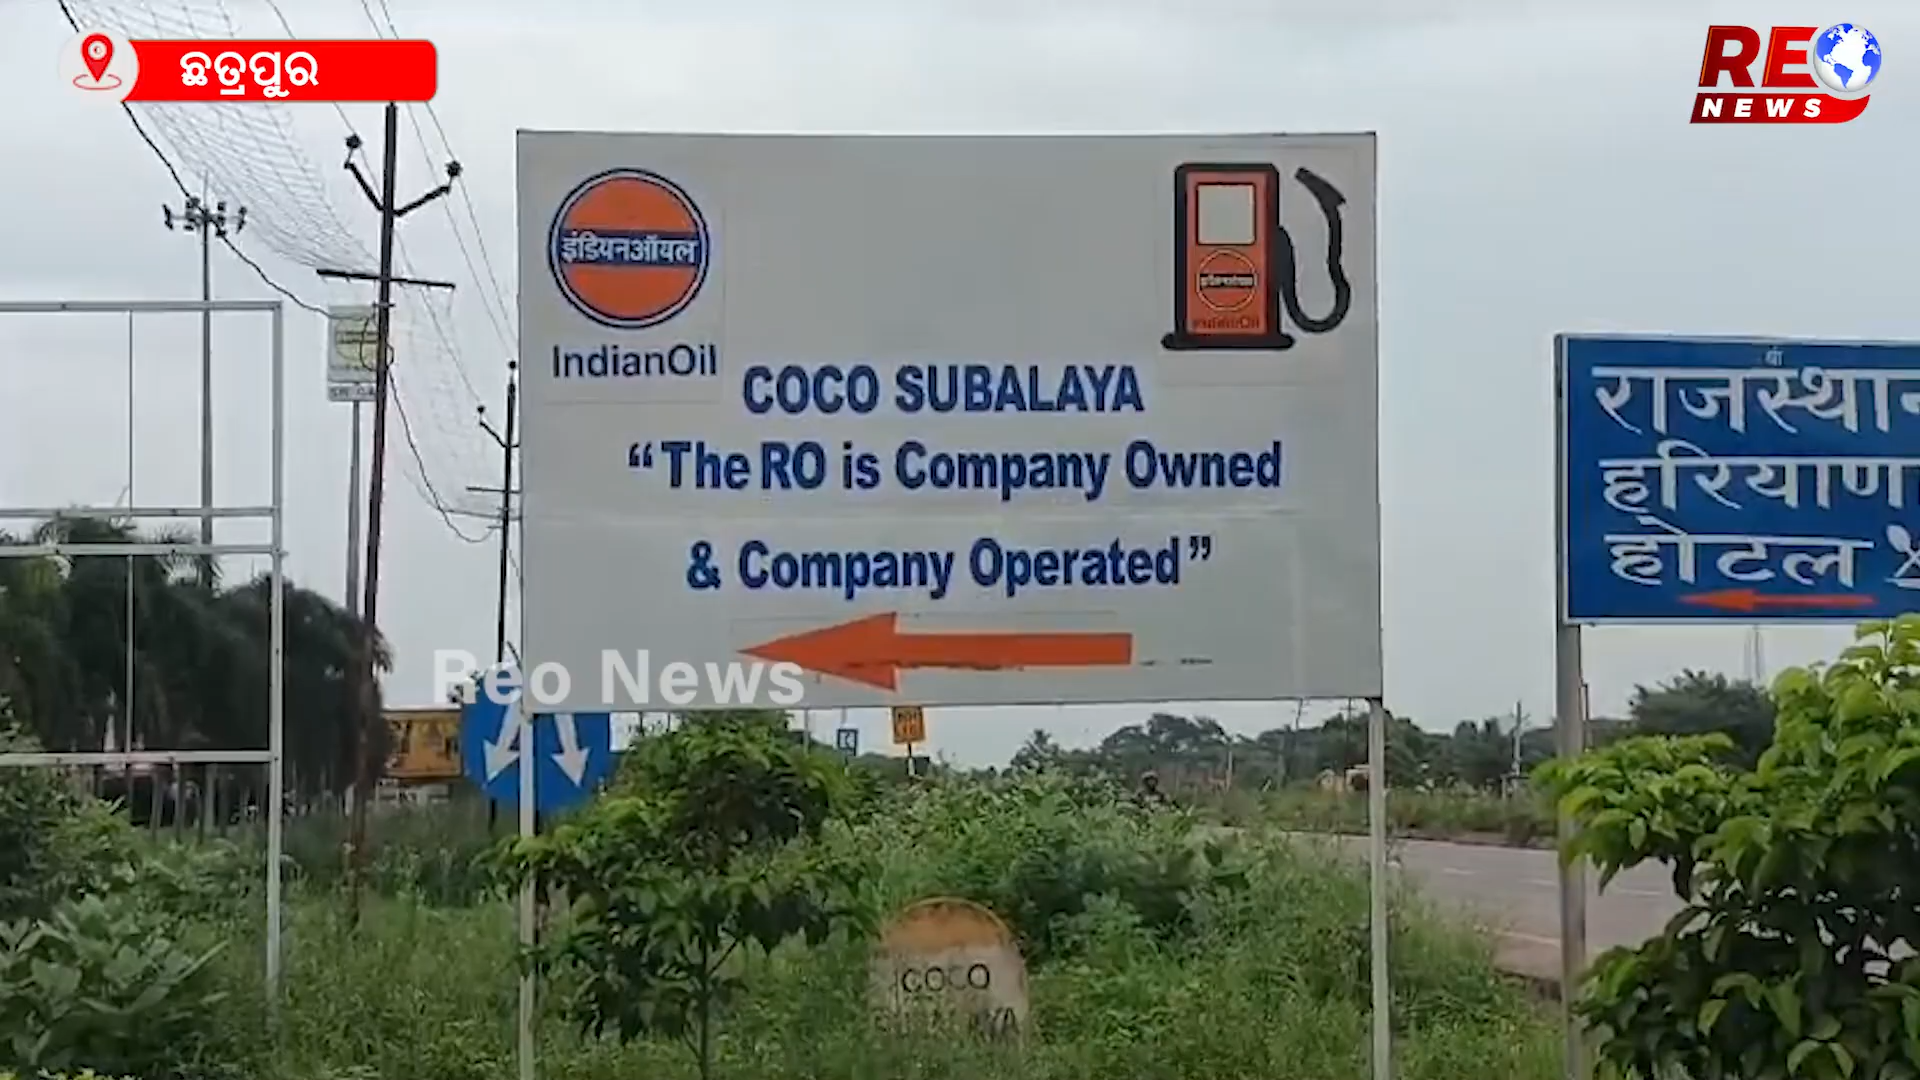 ଛତ୍ରପୁର
REO
NEWS
इंडियनऑयल
IndianOil
COCO SUBALAYA
“The RO is Company Owned
& Company Operated”
श्री
राजस्थान
हरियाणा
होटल
Reo News
COCO